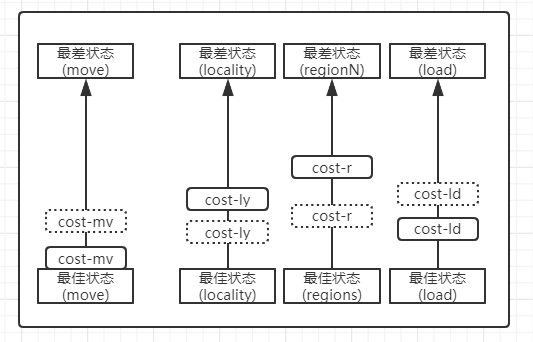 最差状态
(move)
最差状态
(locality)
最差状态
(regionN)
最差状态
(load)
cost-r
cost-ld
cost-ly
cost-mv
cost-r
cost-ly
cost-ld
cost-mv
最佳状态
(move)
最佳状态
(locality)
最佳状态
(regions)
最佳状态
(load)